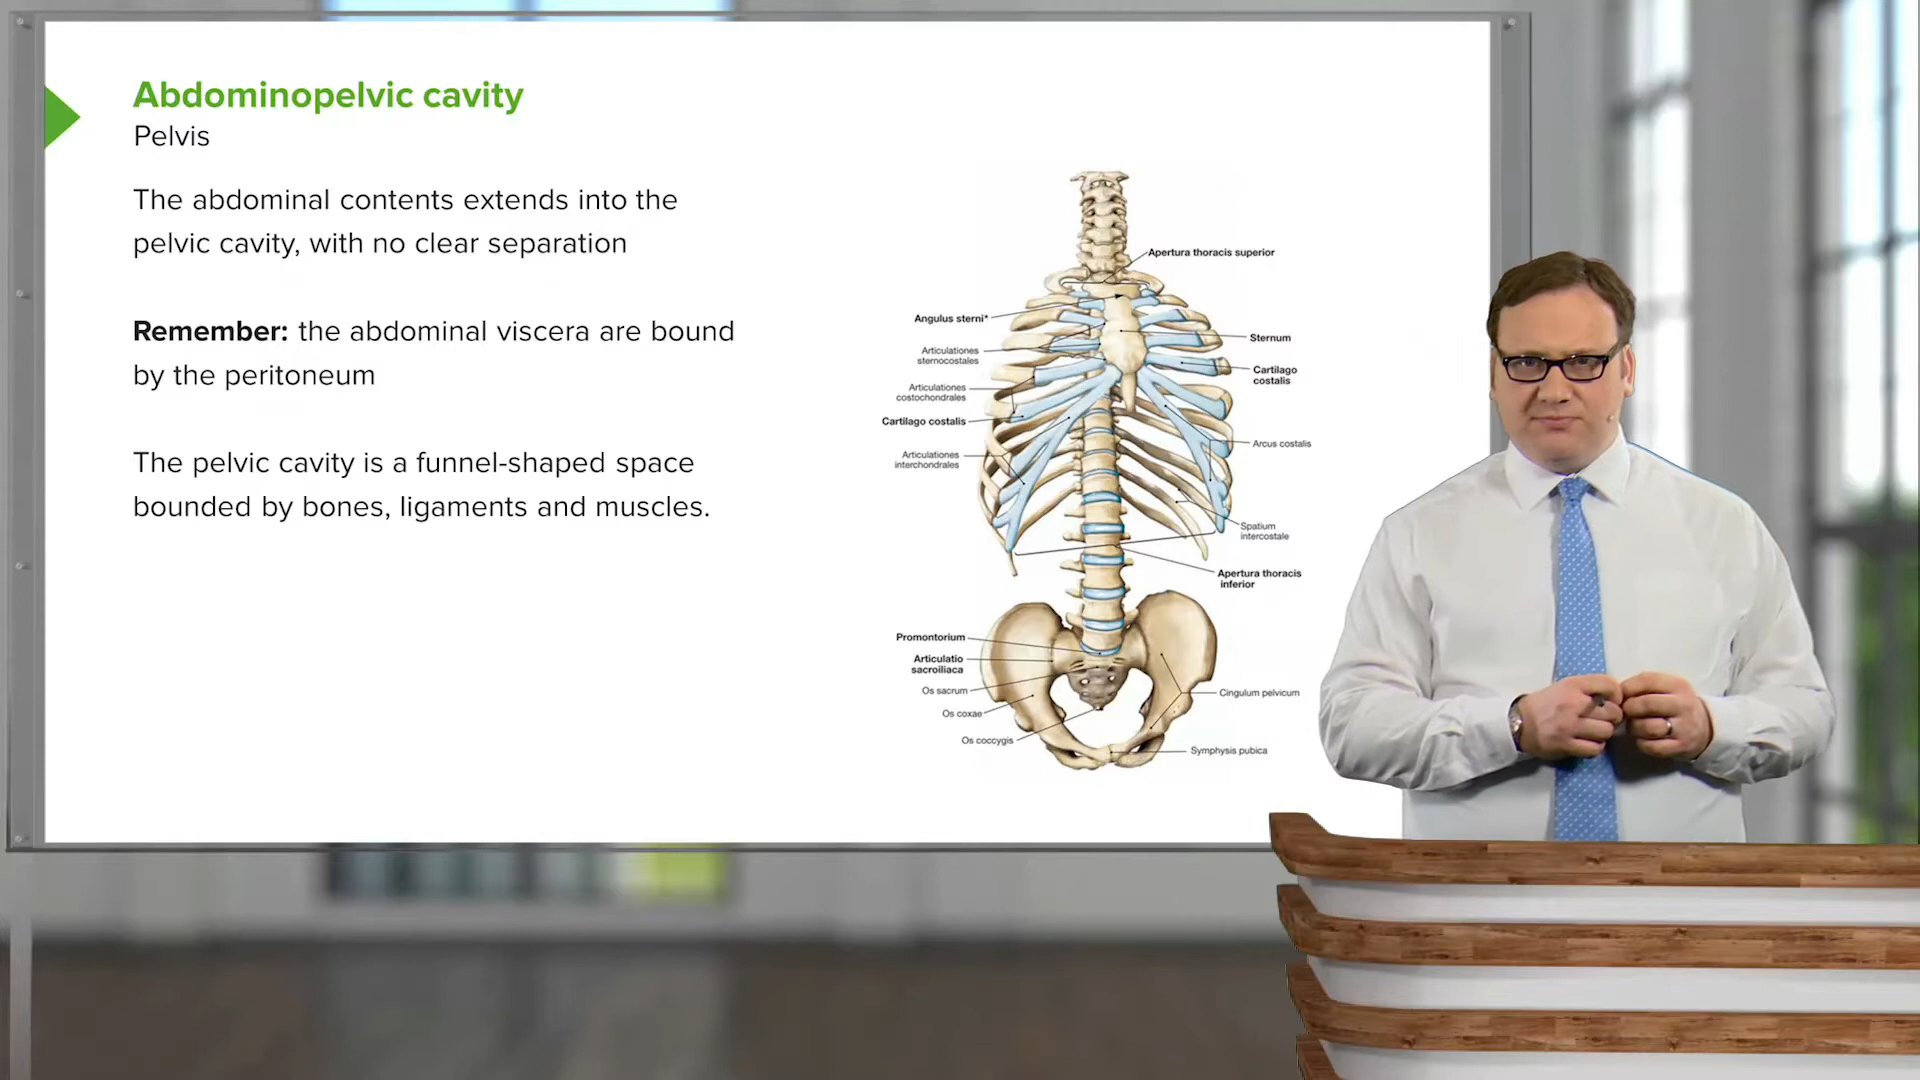 Abdominopelvic cavity
Pelvis
The abdominal contents extends into the
pelvic cavity, with no clear separation
Remember: the abdominal viscera are bound
by the peritoneum
The pelvic cavity is a funnel-shaped space
bounded by bones, ligaments and muscles.
Apertura thoracis superior
Angulus sterni*
Sternum
Articulationes
sternocostales
Cartilago
costalis
Articulationes
costochondrales
Cartilago costalis
Arcus costalis
Articulationes
interchondrales
Spatium
intercostale
Apertura thoracis
inferior
Promontorium
Articulatio
sacroiliaca
Os sacrum
Cingulum pelvicum
Os coxae
Os coccygis
Symphysis pubica